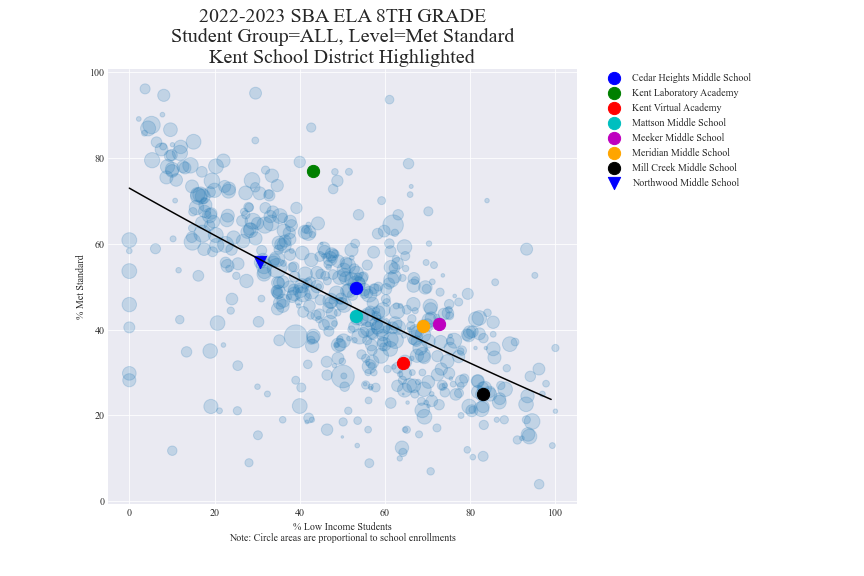 2022-2023 SBA ELA 8TH GRADE
Student Group=ALL, Level=Met Standard
Kent School District Highlighted
100
80
60
40
20
0
% Met Standard
0 20 40 60 80 100
% Low Income Students
Note: Circle areas are proportional to school enrollments
Cedar Heights Middle School
Kent Laboratory Academy
Kent Virtual Academy
Mattson Middle School
Meeker Middle School
Meridian Middle School
Mill Creek Middle School
Northwood Middle School